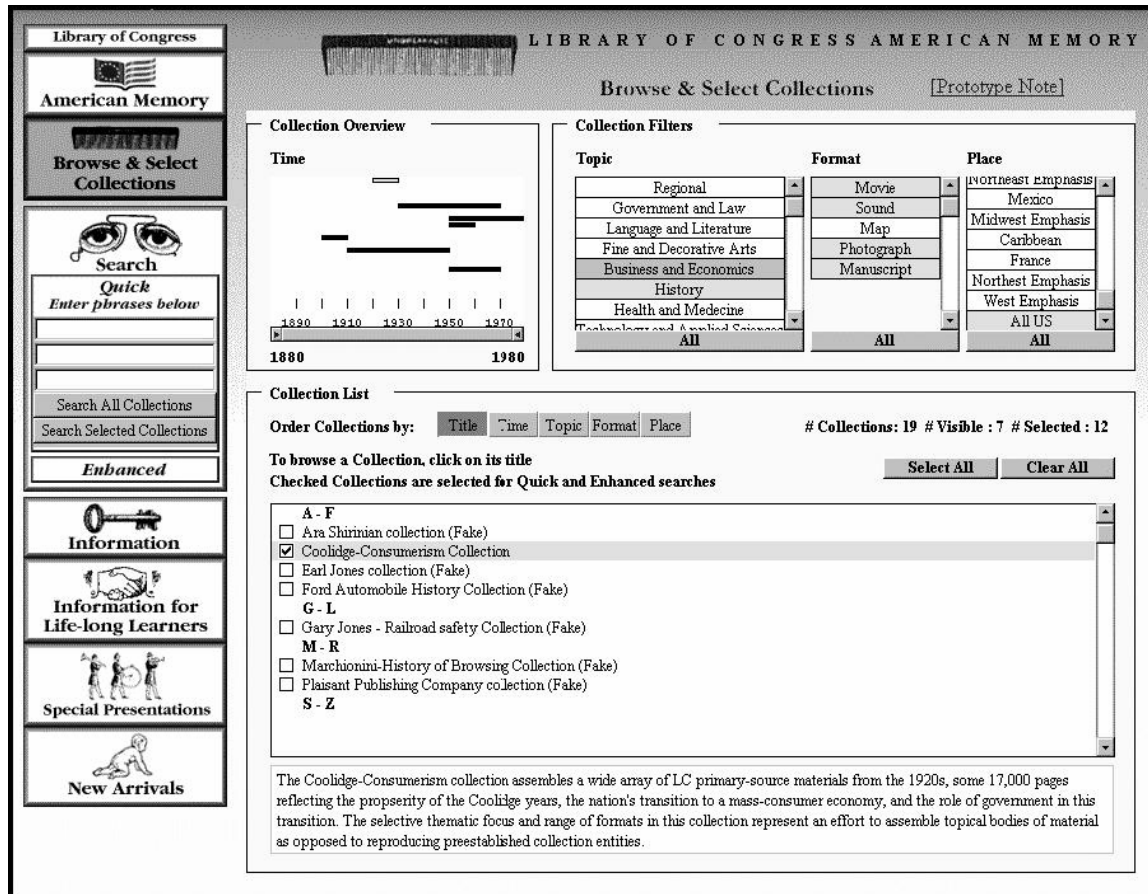 Library of Congress
American Memory
Browse & Select
Collections
Search
Quick
Enter phrases below
Search All Collections
Search Selected Collections
Enhanced
Information
Information for
Life-long Learners
Special Presentations
New Arrivals
LIBRARY OF CONGRESS AMERICAN MEMORY
Browse & Select Collections [Prototype Note]
Collection Overview
Time
1890 1910 1930 1950 1970
1880 1980
Collection Filters
Topic
Regional
Government and Law
Language and Literature
Fine and Decorative Arts
Business and Economics
History
Health and Medecine
Technology and Applied Sciences
All
Format
Movie
Sound
Map
Photograph
Manuscript
All
Place
Northeast Emphasis
Mexico
Midwest Emphasis
Caribbean
France
Northest Emphasis
West Emphasis
All US
All
Collection List
Order Collections by: Title Time Topic Format Place # Collections: 19 # Visible : 7 # Selected : 12
To browse a Collection, click on its title
Checked Collections are selected for Quick and Enhanced searches
Select All Clear All
A - F
Ara Shirinian collection (Fake)
Coolidge-Consumerism Collection
Earl Jones collection (Fake)
Ford Automobile History Collection (Fake)
G - L
Gary Jones - Railroad safety Collection (Fake)
M - R
Marchionini-History of Browsing Collection (Fake)
Plaisant Publishing Company collection (Fake)
S - Z
The Coolidge-Consumerism collection assembles a wide array of LC primary-source materials from the 1920s, some 17,000 pages
reflecting the propserity of the Coolidge years, the nation's transition to a mass-consumer economy, and the role of government in this
transition. The selective thematic focus and range of formats in this collection represent an effort to assemble topical bodies of material
as opposed to reproducing preestablished collection entities.